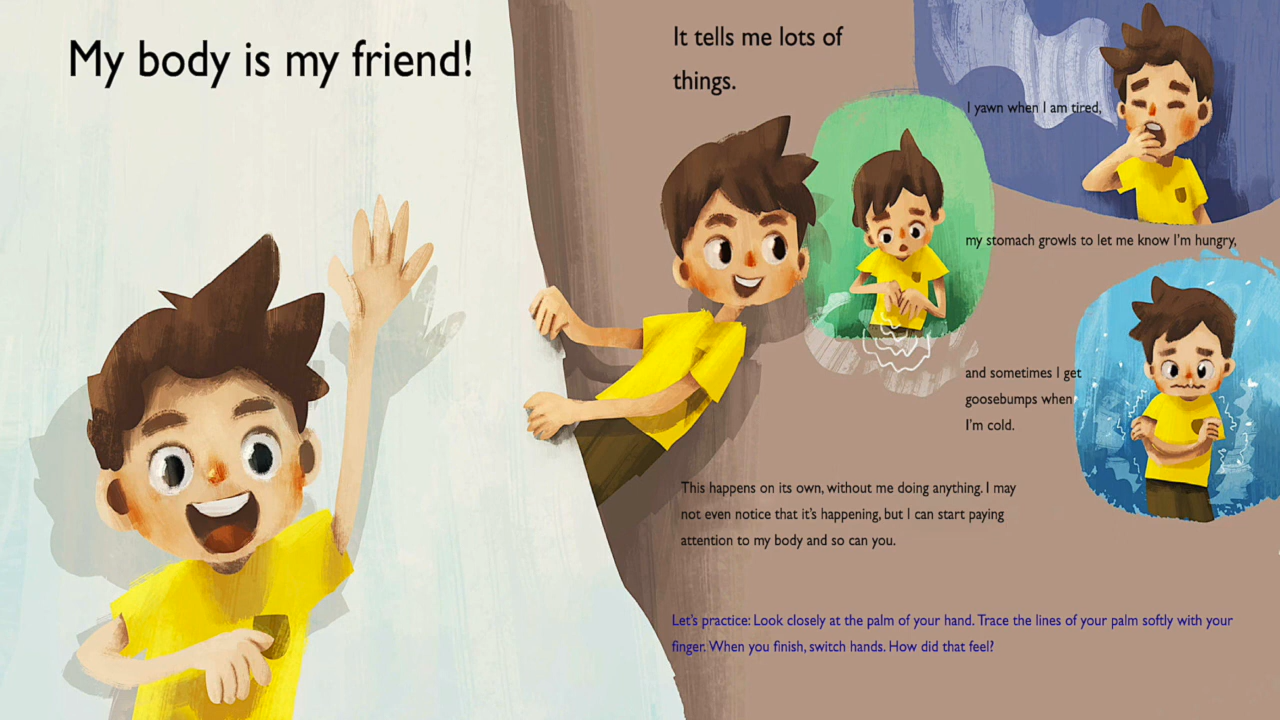 My body is my friend!
It tells me lots of
things.
I yawn when I am tired,
my stomach growls to let me know I'm hungry,
and sometimes I get
goosebumps when
I'm cold.
This happens on its own, without me doing anything. I may
not even notice that it's happening, but I can start paying
attention to my body and so can you.
Let's practice: Look closely at the palm of your hand. Trace the lines of your palm softly with your
finger. When you finish, switch hands. How did that feel?